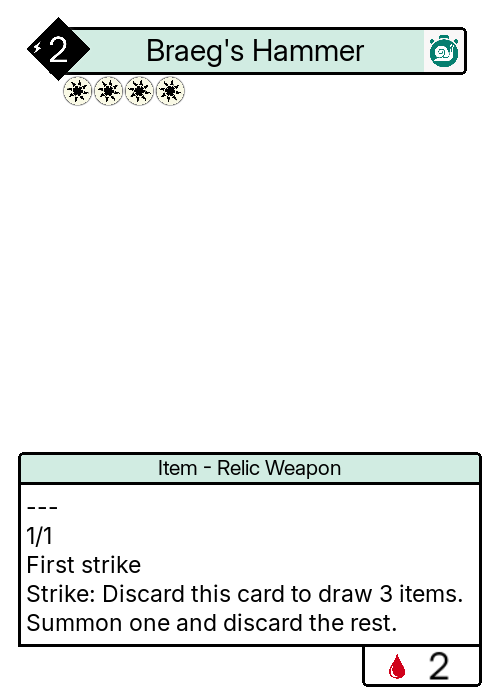 2
Braeg's Hammer
Item - Relic Weapon
---
1/1
First strike
Strike: Discard this card to draw 3 items.
Summon one and discard the rest.
2